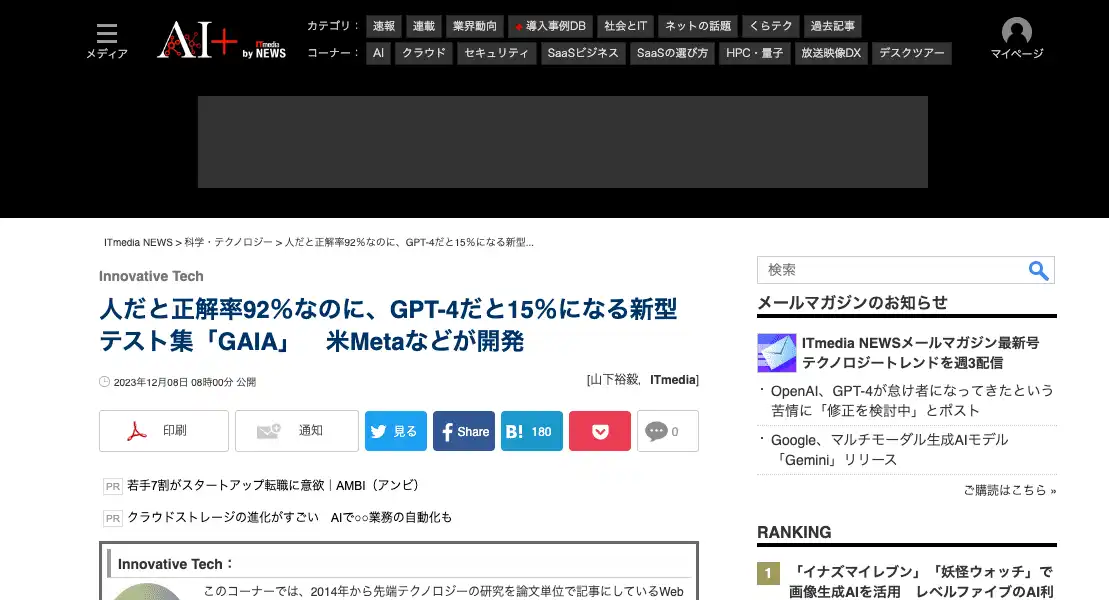 メディア
AI+ by ITmedia NEWS
カテゴリ： 速報 連載 業界動向 導入事例DB 社会とIT ネットの話題 くらテク 過去記事
コーナー： AI クラウド セキュリティ SaaSビジネス SaaSの選び方 HPC・量子 放送映像DX デスクツアー
マイページ
ITmedia NEWS > 科学・テクノロジー > 人だと正解率92％なのに、GPT-4だと15％になる新型...
Innovative Tech
人だと正解率92％なのに、GPT-4だと15％になる新型
テスト集「GAIA」　米Metaなどが開発
2023年12月08日 08時00分 公開
[山下裕毅, ITmedia]
印刷 通知 見る Share B! 180 0
PR 若手7割がスタートアップ転職に意欲｜AMBI（アンビ）
PR クラウドストレージの進化がすごい　AIで○○業務の自動化も
Innovative Tech：
このコーナーでは、2014年から先端テクノロジーの研究を論文単位で記事にしているWeb
検索
メールマガジンのお知らせ
ITmedia NEWSメールマガジン最新号
テクノロジートレンドを週3配信
・OpenAI、GPT-4が怠け者になってきたという
苦情に「修正を検討中」とポスト
・Google、マルチモーダル生成AIモデル
「Gemini」リリース
ご購読はこちら »
RANKING
1 「イナズマイレブン」「妖怪ウォッチ」で
画像生成AIを活用　レベルファイブのAI利